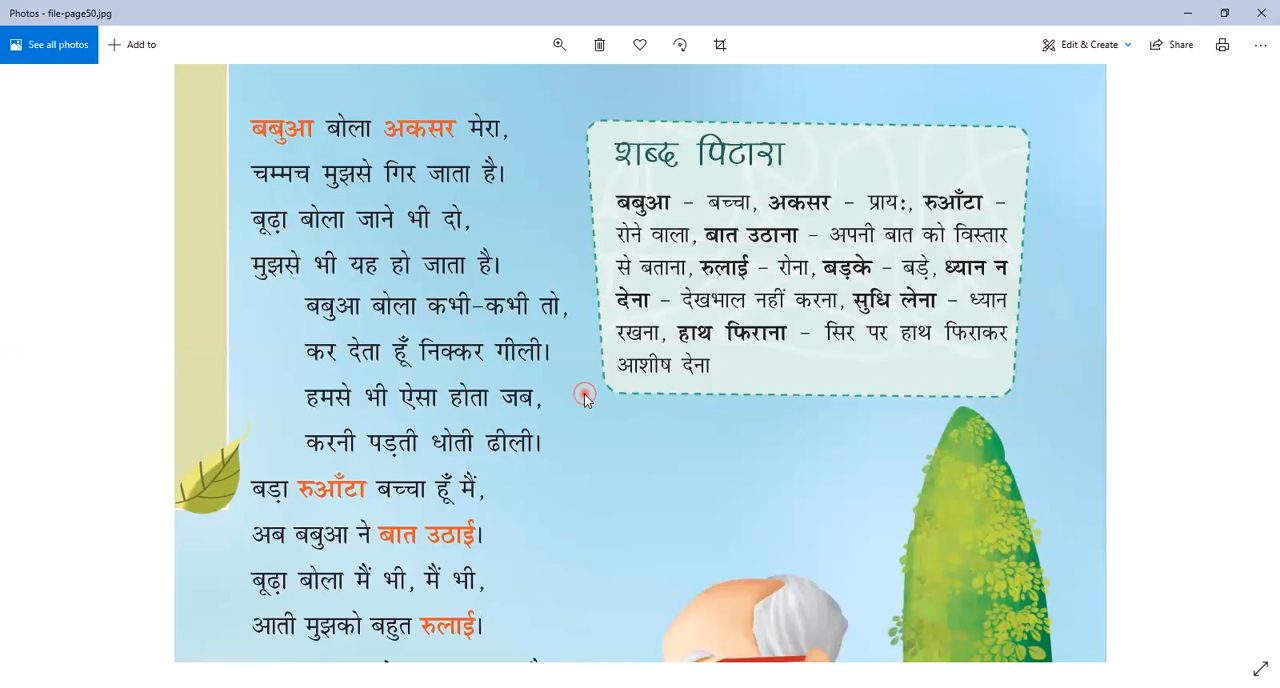 Photos - file-page50.jpg
See all photos
Add to
Edit & Create
Share
बबुआ बोला अकसर मेरा,
चम्मच मुझसे गिर जाता है।
बूढ़ा बोला जाने भी दो,
मुझसे भी यह हो जाता है।
बबुआ बोला कभी-कभी तो,
कर देता हूँ निक्कर गीली।
हमसे भी ऐसा होता जब,
करनी पड़ती धोती ढीली।
बड़ा रुआँटा बच्चा हूँ मैं,
अब बबुआ ने बात उठाई।
बूढ़ा बोला मैं भी, मैं भी,
आती मुझको बहुत रुलाई।
शब्द पिटारा
बबुआ – बच्चा, अकसर – प्रायः, रुआँटा –
रोने वाला, बात उठाना – अपनी बात को विस्तार
से बताना, रुलाई – रोना, बड़के – बड़े, ध्यान न
देना – देखभाल नहीं करना, सुधि लेना – ध्यान
रखना, हाथ फिराना – सिर पर हाथ फिराकर
आशीष देना